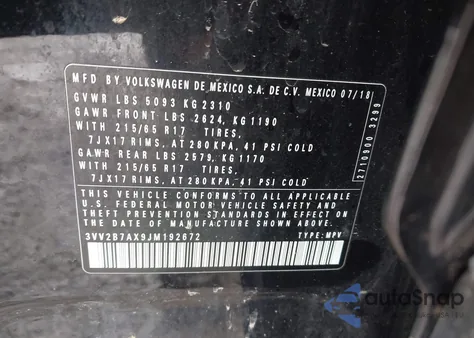 MFD BY VOLKSWAGEN DE MEXICO S.A. DE C.V. MEXICO 07/18
GVWR LBS 5093 KG 2310
GAWR FRONT LBS 2624, KG 1190
WITH 215/65 R17 TIRES,
7JX17 RIMS, AT 280 KPA, 41 PSI COLD
GAWR REAR LBS 2579, KG 1170
WITH 215/65 R17 TIRES,
7JX17 RIMS, AT 280 KPA, 41 PSI COLD
THIS VEHICLE CONFORMS TO ALL APPLICABLE
U.S. FEDERAL MOTOR VEHICLE SAFETY AND
THEFT PREVENTION STANDARDS IN EFFECT ON
THE DATE OF MANUFACTURE SHOWN ABOVE
3VV2B7AX9JM192672 TYPE: MPV
2710900 3299
autoSnap